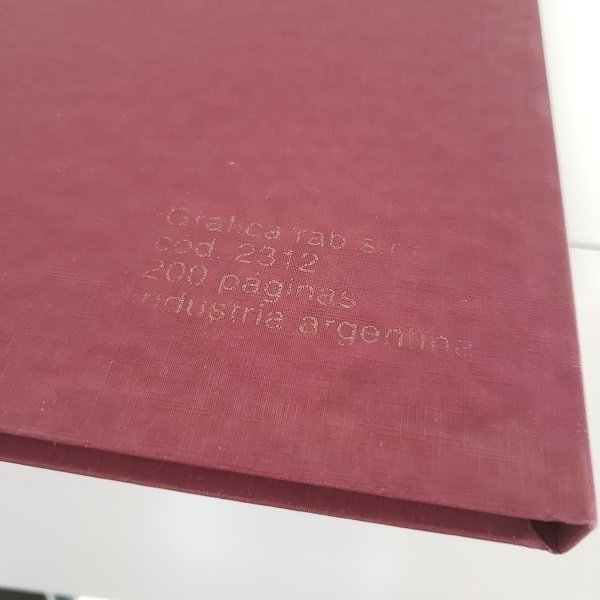 Grafica rab s.r.l.
cod. 2312
200 páginas
industria argentina